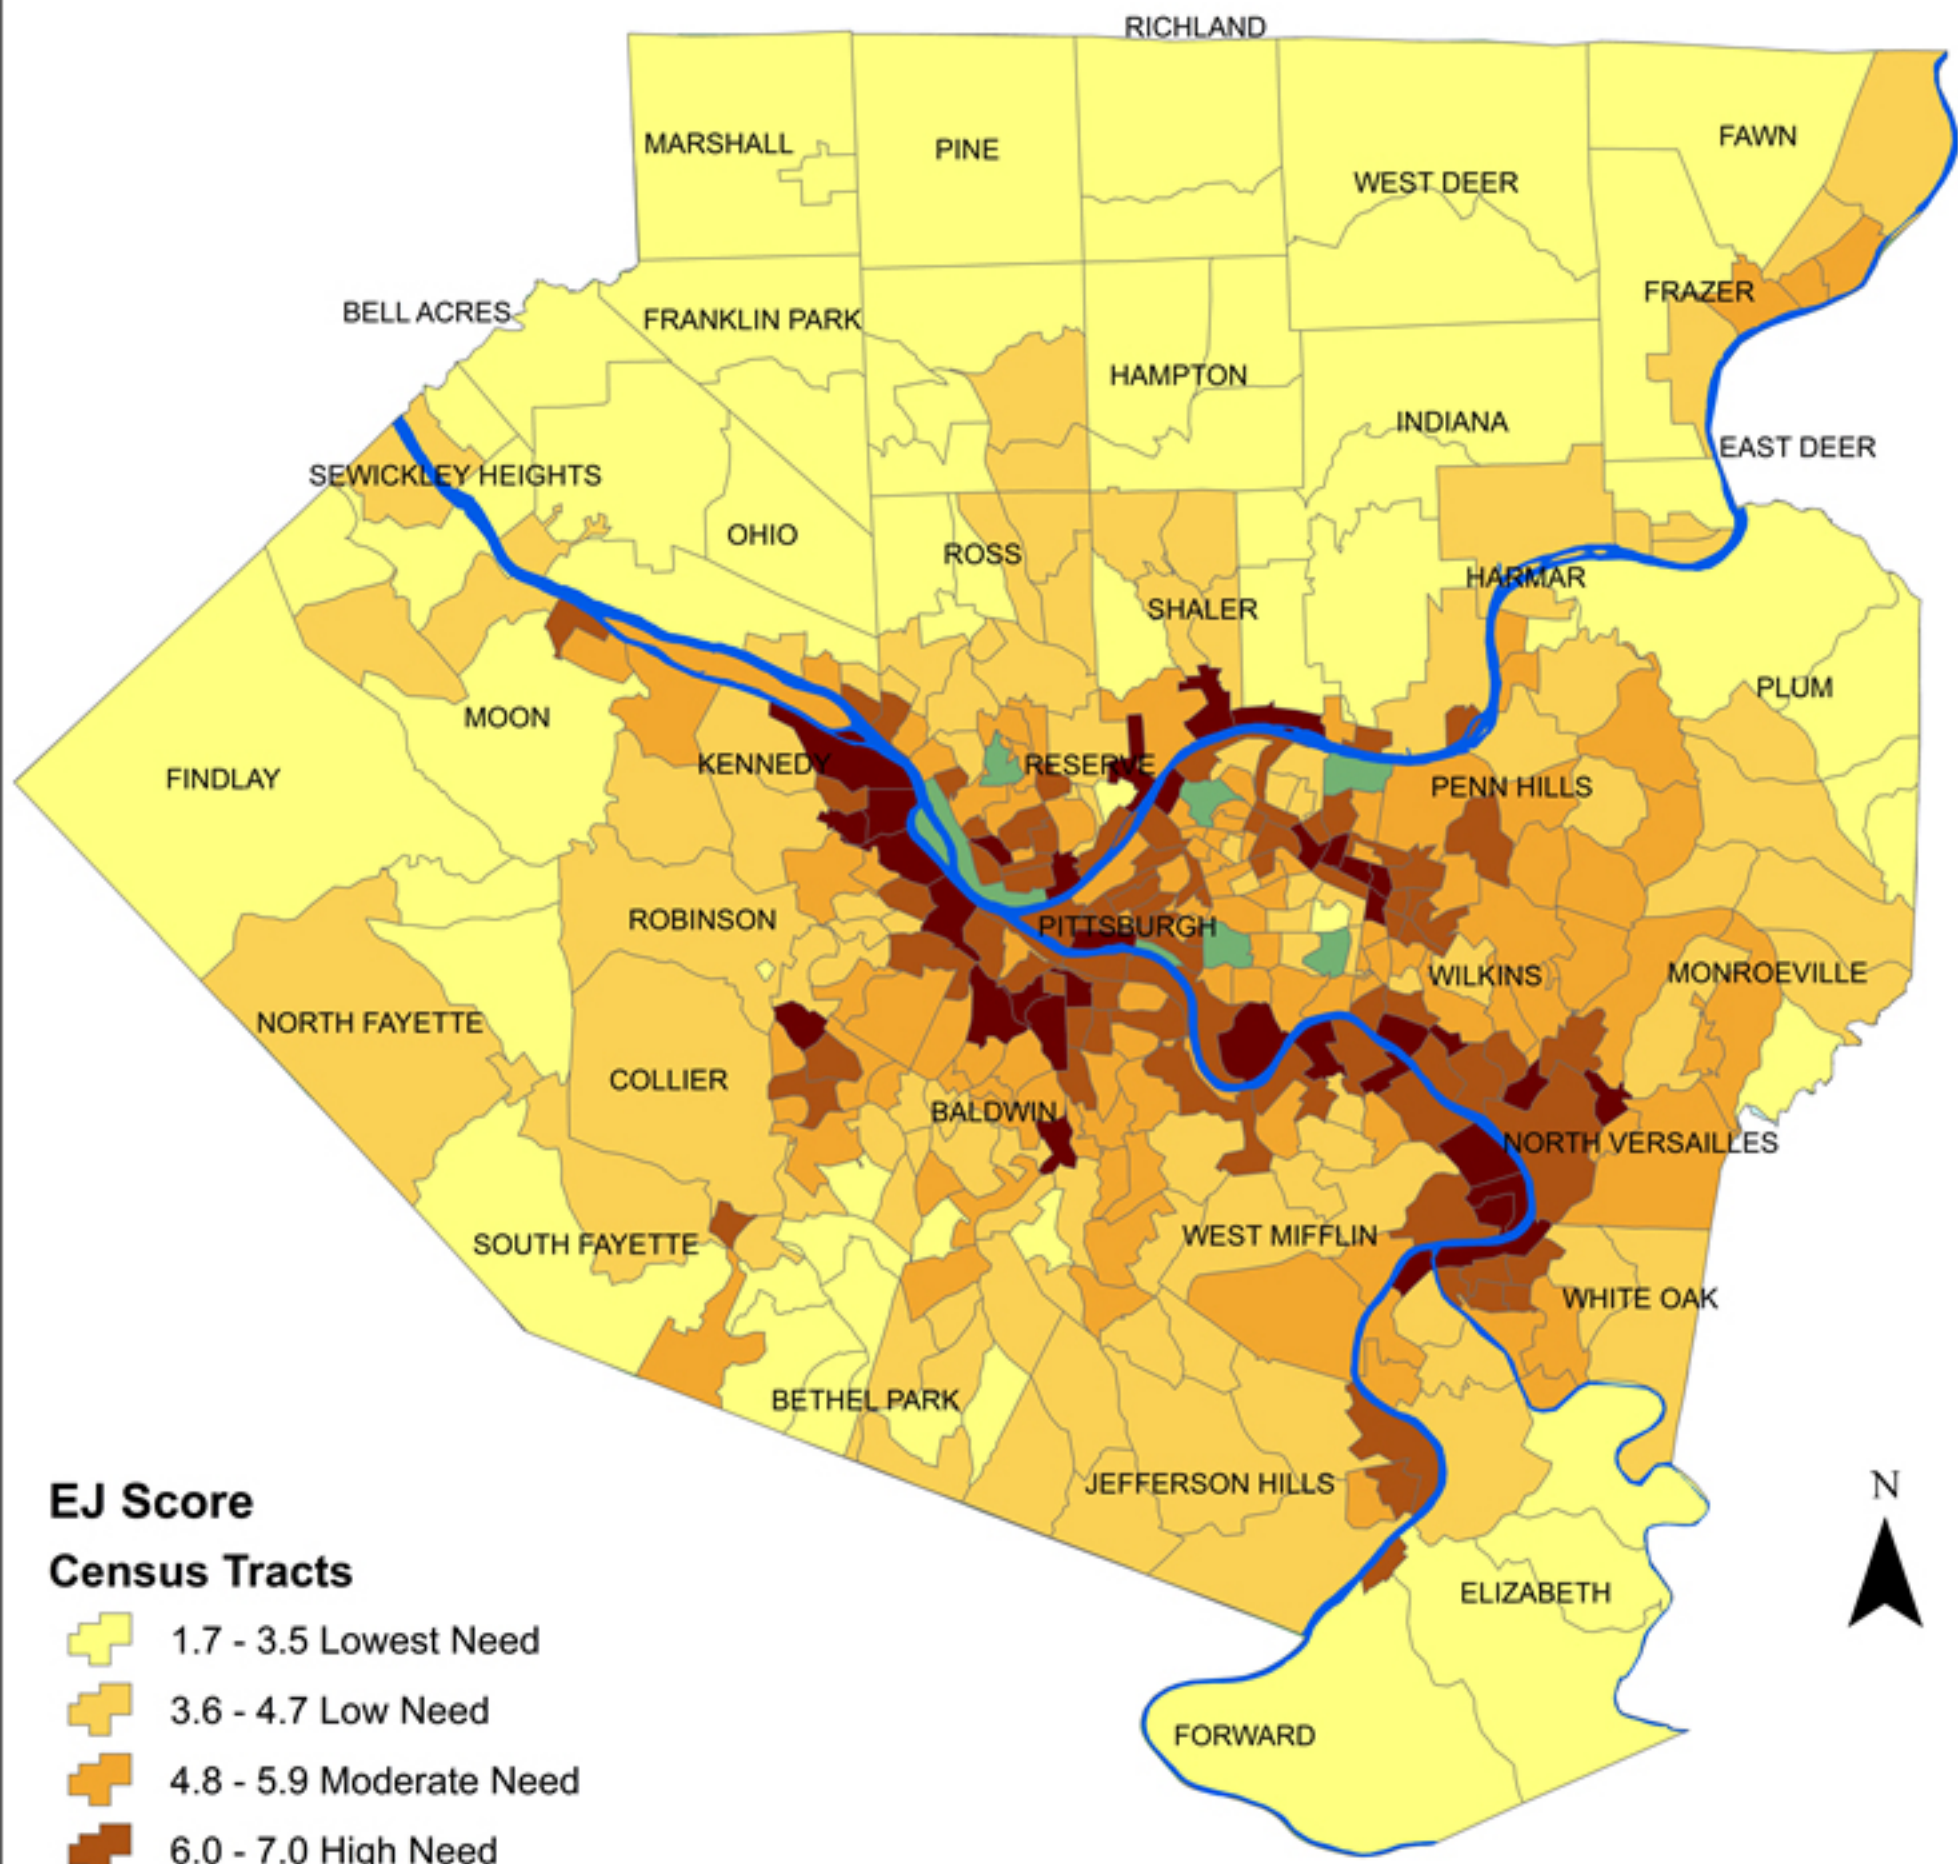 RICHLAND
MARSHALL
PINE
FAWN
WEST DEER
FRAZER
BELL ACRES
FRANKLIN PARK
HAMPTON
INDIANA
EAST DEER
SEWICKLEY HEIGHTS
OHIO
ROSS
HARMAR
SHALER
PLUM
MOON
KENNEDY
RESERVE
FINDLAY
PENN HILLS
ROBINSON
PITTSBURGH
WILKINS
MONROEVILLE
NORTH FAYETTE
COLLIER
BALDWIN
NORTH VERSAILLES
WEST MIFFLIN
SOUTH FAYETTE
WHITE OAK
BETHEL PARK
JEFFERSON HILLS
N
ELIZABETH
FORWARD
EJ Score
Census Tracts
1.7 - 3.5 Lowest Need
3.6 - 4.7 Low Need
4.8 - 5.9 Moderate Need
6.0 - 7.0 High Need